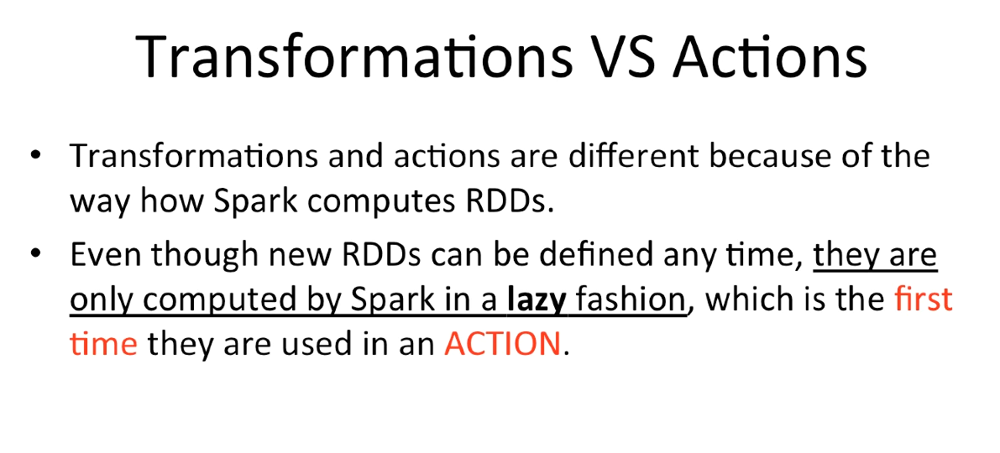 Transformations VS Actions
• Transformations and actions are different because of the
way how Spark computes RDDs.
• Even though new RDDs can be defined any time, they are
only computed by Spark in a lazy fashion, which is the first
time they are used in an ACTION.